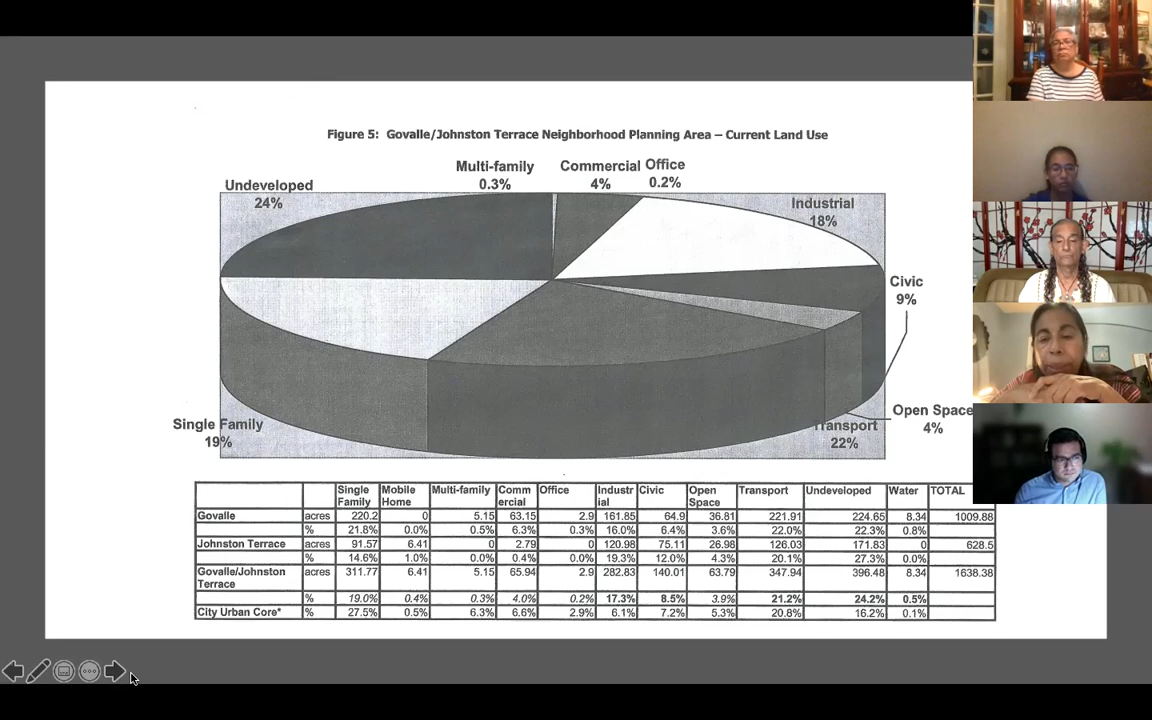 Figure 5: Govalle/Johnston Terrace Neighborhood Planning Area – Current Land Use
Multi-family
0.3%
Commercial
4%
Office
0.2%
Undeveloped
24%
Industrial
18%
Civic
9%
Open Space
4%
Transport
22%
Single Family
19%
Single Family Mobile Home Multi-family Commercial Office Industrial Civic Open Space Transport Undeveloped Water TOTAL
Govalle acres 220.2 0 5.15 63.15 2.9 161.85 64.9 36.81 221.91 224.65 8.34 1009.88
% 21.8% 0.0% 0.5% 6.3% 0.3% 16.0% 6.4% 3.6% 22.0% 22.3% 0.8%
Johnston Terrace acres 91.57 6.41 0 2.79 0 120.98 75.11 26.98 126.03 171.83 0 628.5
% 14.6% 1.0% 0.0% 0.4% 0.0% 19.3% 12.0% 4.3% 20.1% 27.3% 0.0%
Govalle/Johnston Terrace acres 311.77 6.41 5.15 65.94 2.9 282.83 140.01 63.79 347.94 396.48 8.34 1638.38
% 19.0% 0.4% 0.3% 4.0% 0.2% 17.3% 8.5% 3.9% 21.2% 24.2% 0.5%
City Urban Core* % 27.5% 0.5% 6.3% 6.6% 2.9% 6.1% 7.2% 5.3% 20.8% 16.2% 0.1%